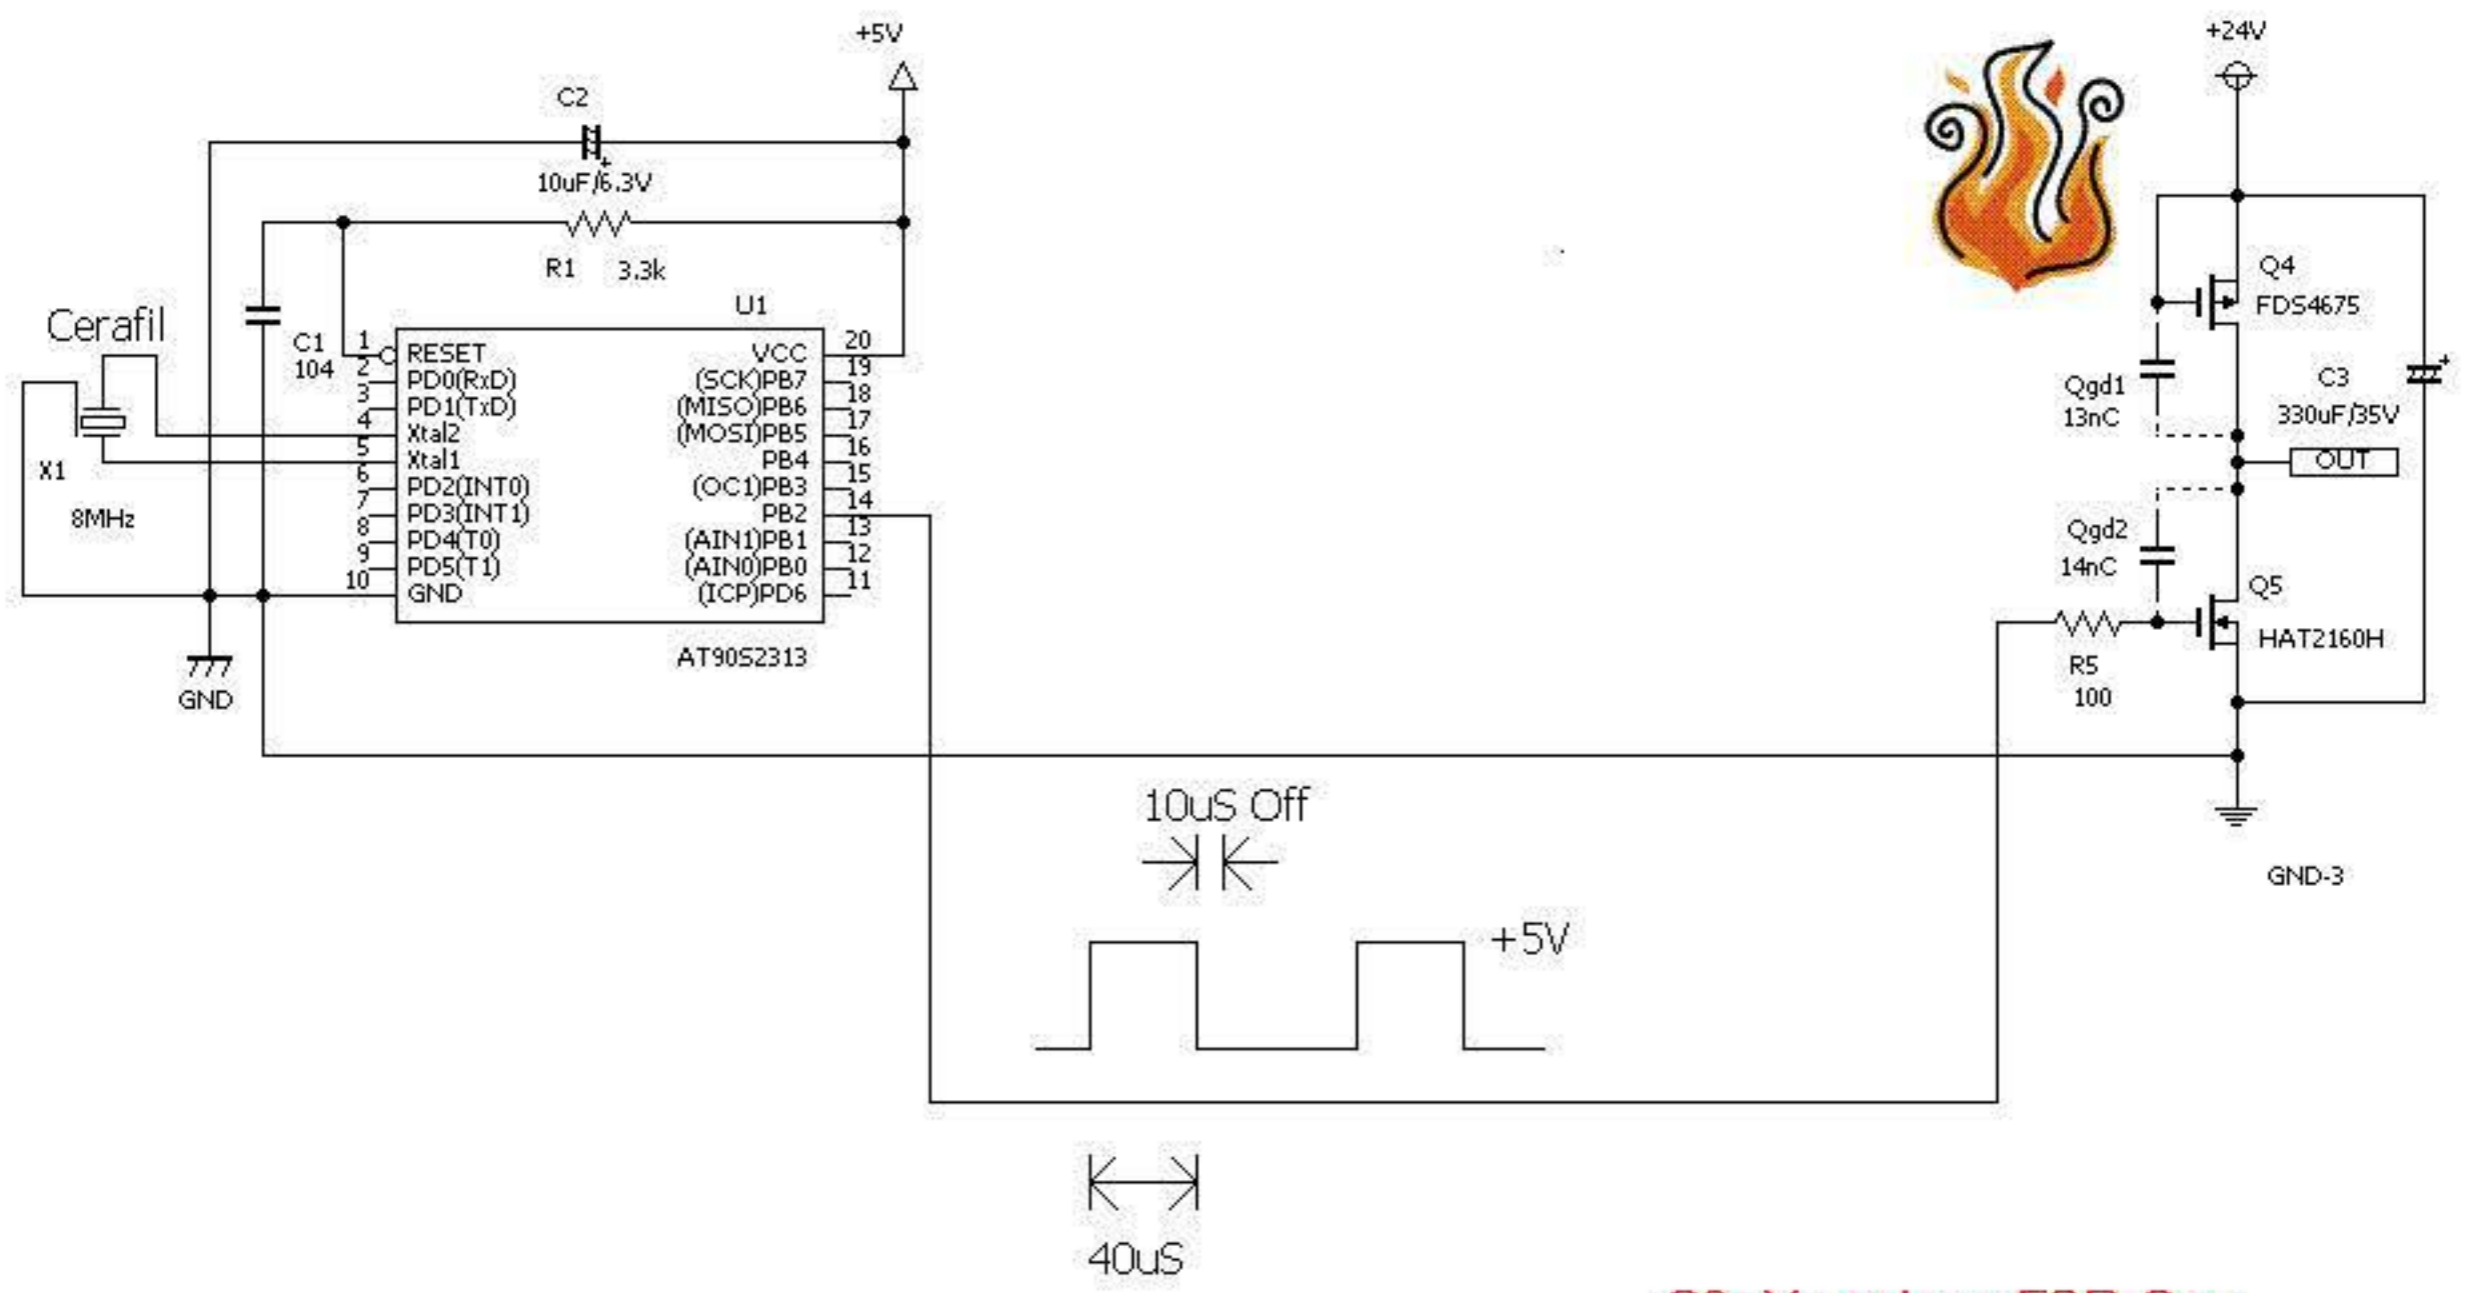 +5V
+24V
C2
10uF/6.3V
R1 3.3k
Q4
FDS4675
U1
Cerafil
C1
104
1 RESET
2 PD0(RxD)
3 PD1(TxD)
4 Xtal2
5 Xtal1
6 PD2(INT0)
7 PD3(INT1)
8 PD4(T0)
9 PD5(T1)
10 GND
VCC 20
(SCK)PB7 19
(MISO)PB6 18
(MOSI)PB5 17
PB4 16
(OC1)PB3 15
PB2 14
(AIN1)PB1 13
(AIN0)PB0 12
(ICP)PD6 11
X1
8MHz
AT90S2313
GND
Qgd1
13nC
C3
330uF/35V
OUT
Qgd2
14nC
Q5
HAT2160H
R5
100
GND-3
10uS Off
+5V
40uS